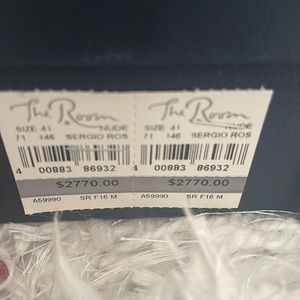 The Room The Room
SIZE 41 NUDE SIZE 41 NUDE
71 146 SERGIO ROS 71 146 SERGIO ROS
4 00883 86932 4 00883 86932
$2770.00 $2770.00
A59990 SR F16 M A59990 SR F16 M